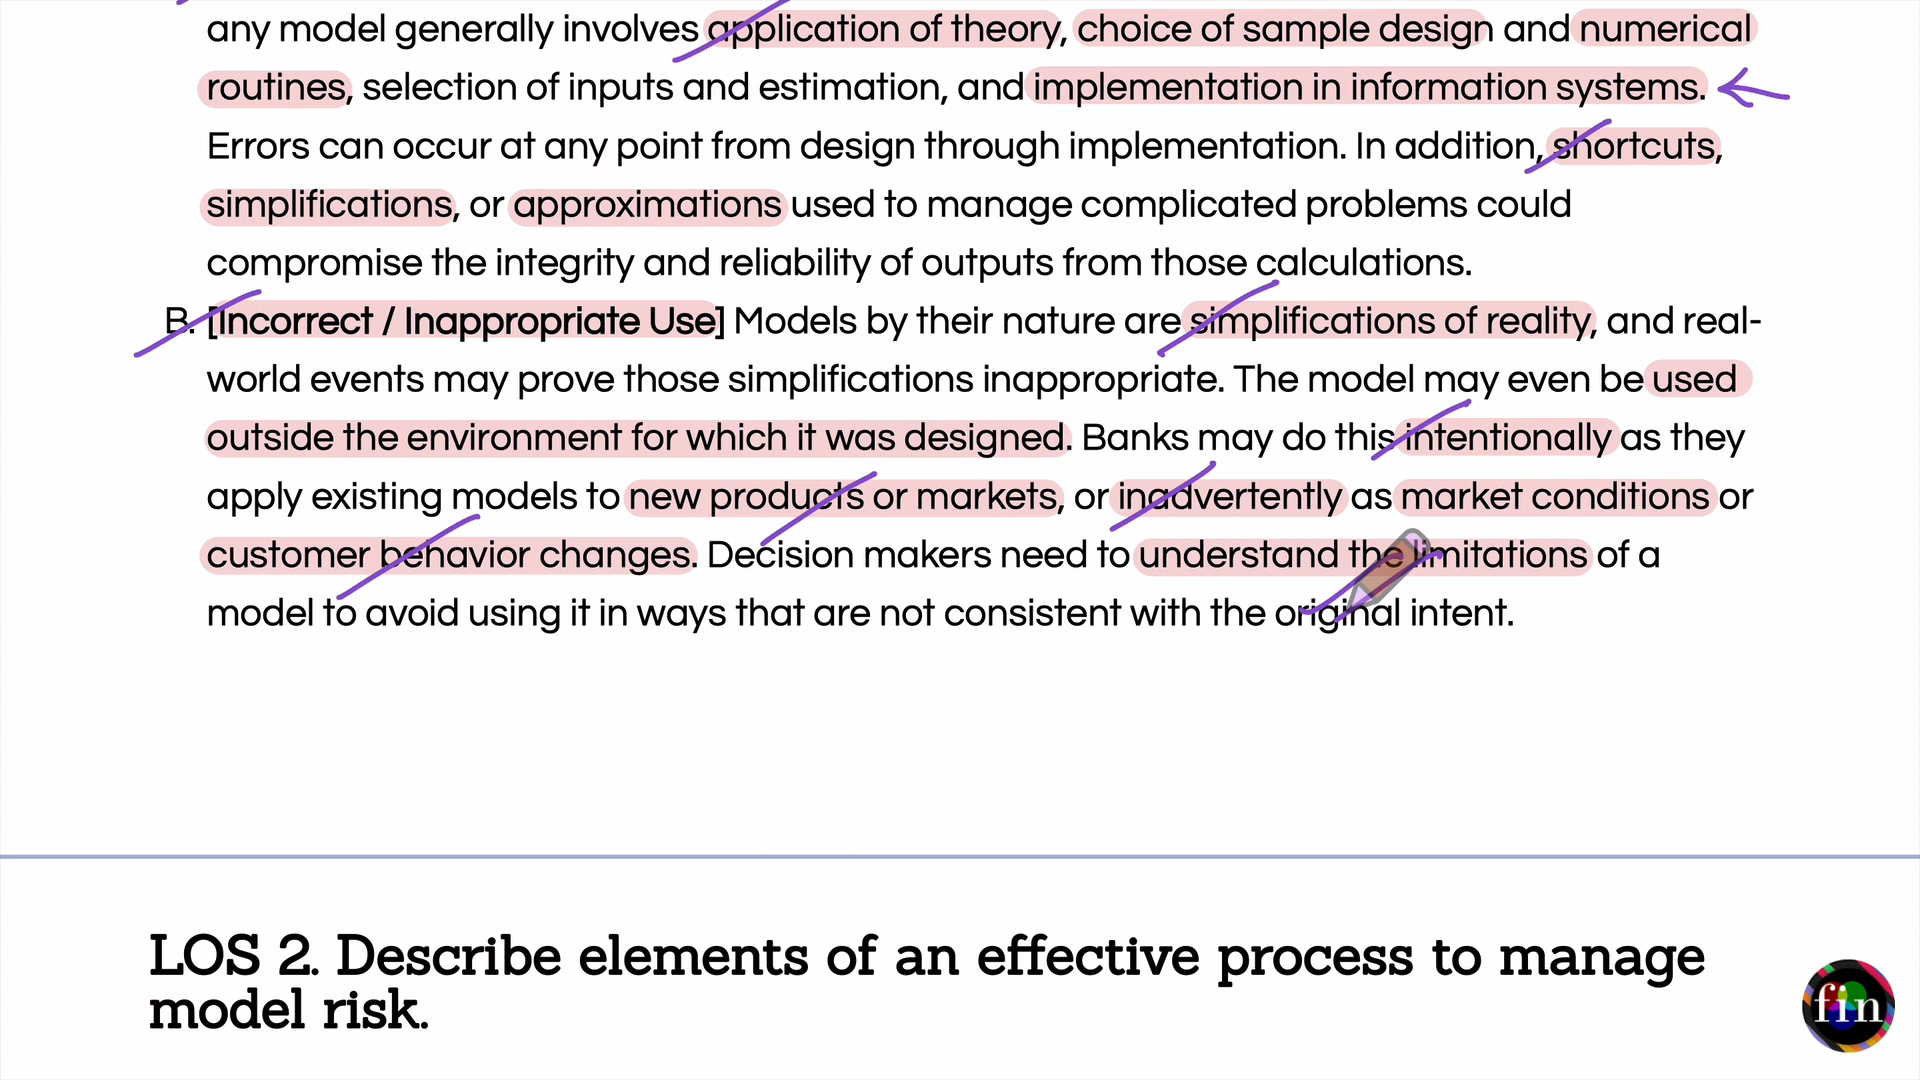 any model generally involves application of theory, choice of sample design and numerical
routines, selection of inputs and estimation, and implementation in information systems.
Errors can occur at any point from design through implementation. In addition, shortcuts,
simplifications, or approximations used to manage complicated problems could
compromise the integrity and reliability of outputs from those calculations.
B. [Incorrect / Inappropriate Use] Models by their nature are simplifications of reality, and real-
world events may prove those simplifications inappropriate. The model may even be used
outside the environment for which it was designed. Banks may do this intentionally as they
apply existing models to new products or markets, or inadvertently as market conditions or
customer behavior changes. Decision makers need to understand the limitations of a
model to avoid using it in ways that are not consistent with the original intent.
LOS 2. Describe elements of an effective process to manage
model risk.
fin